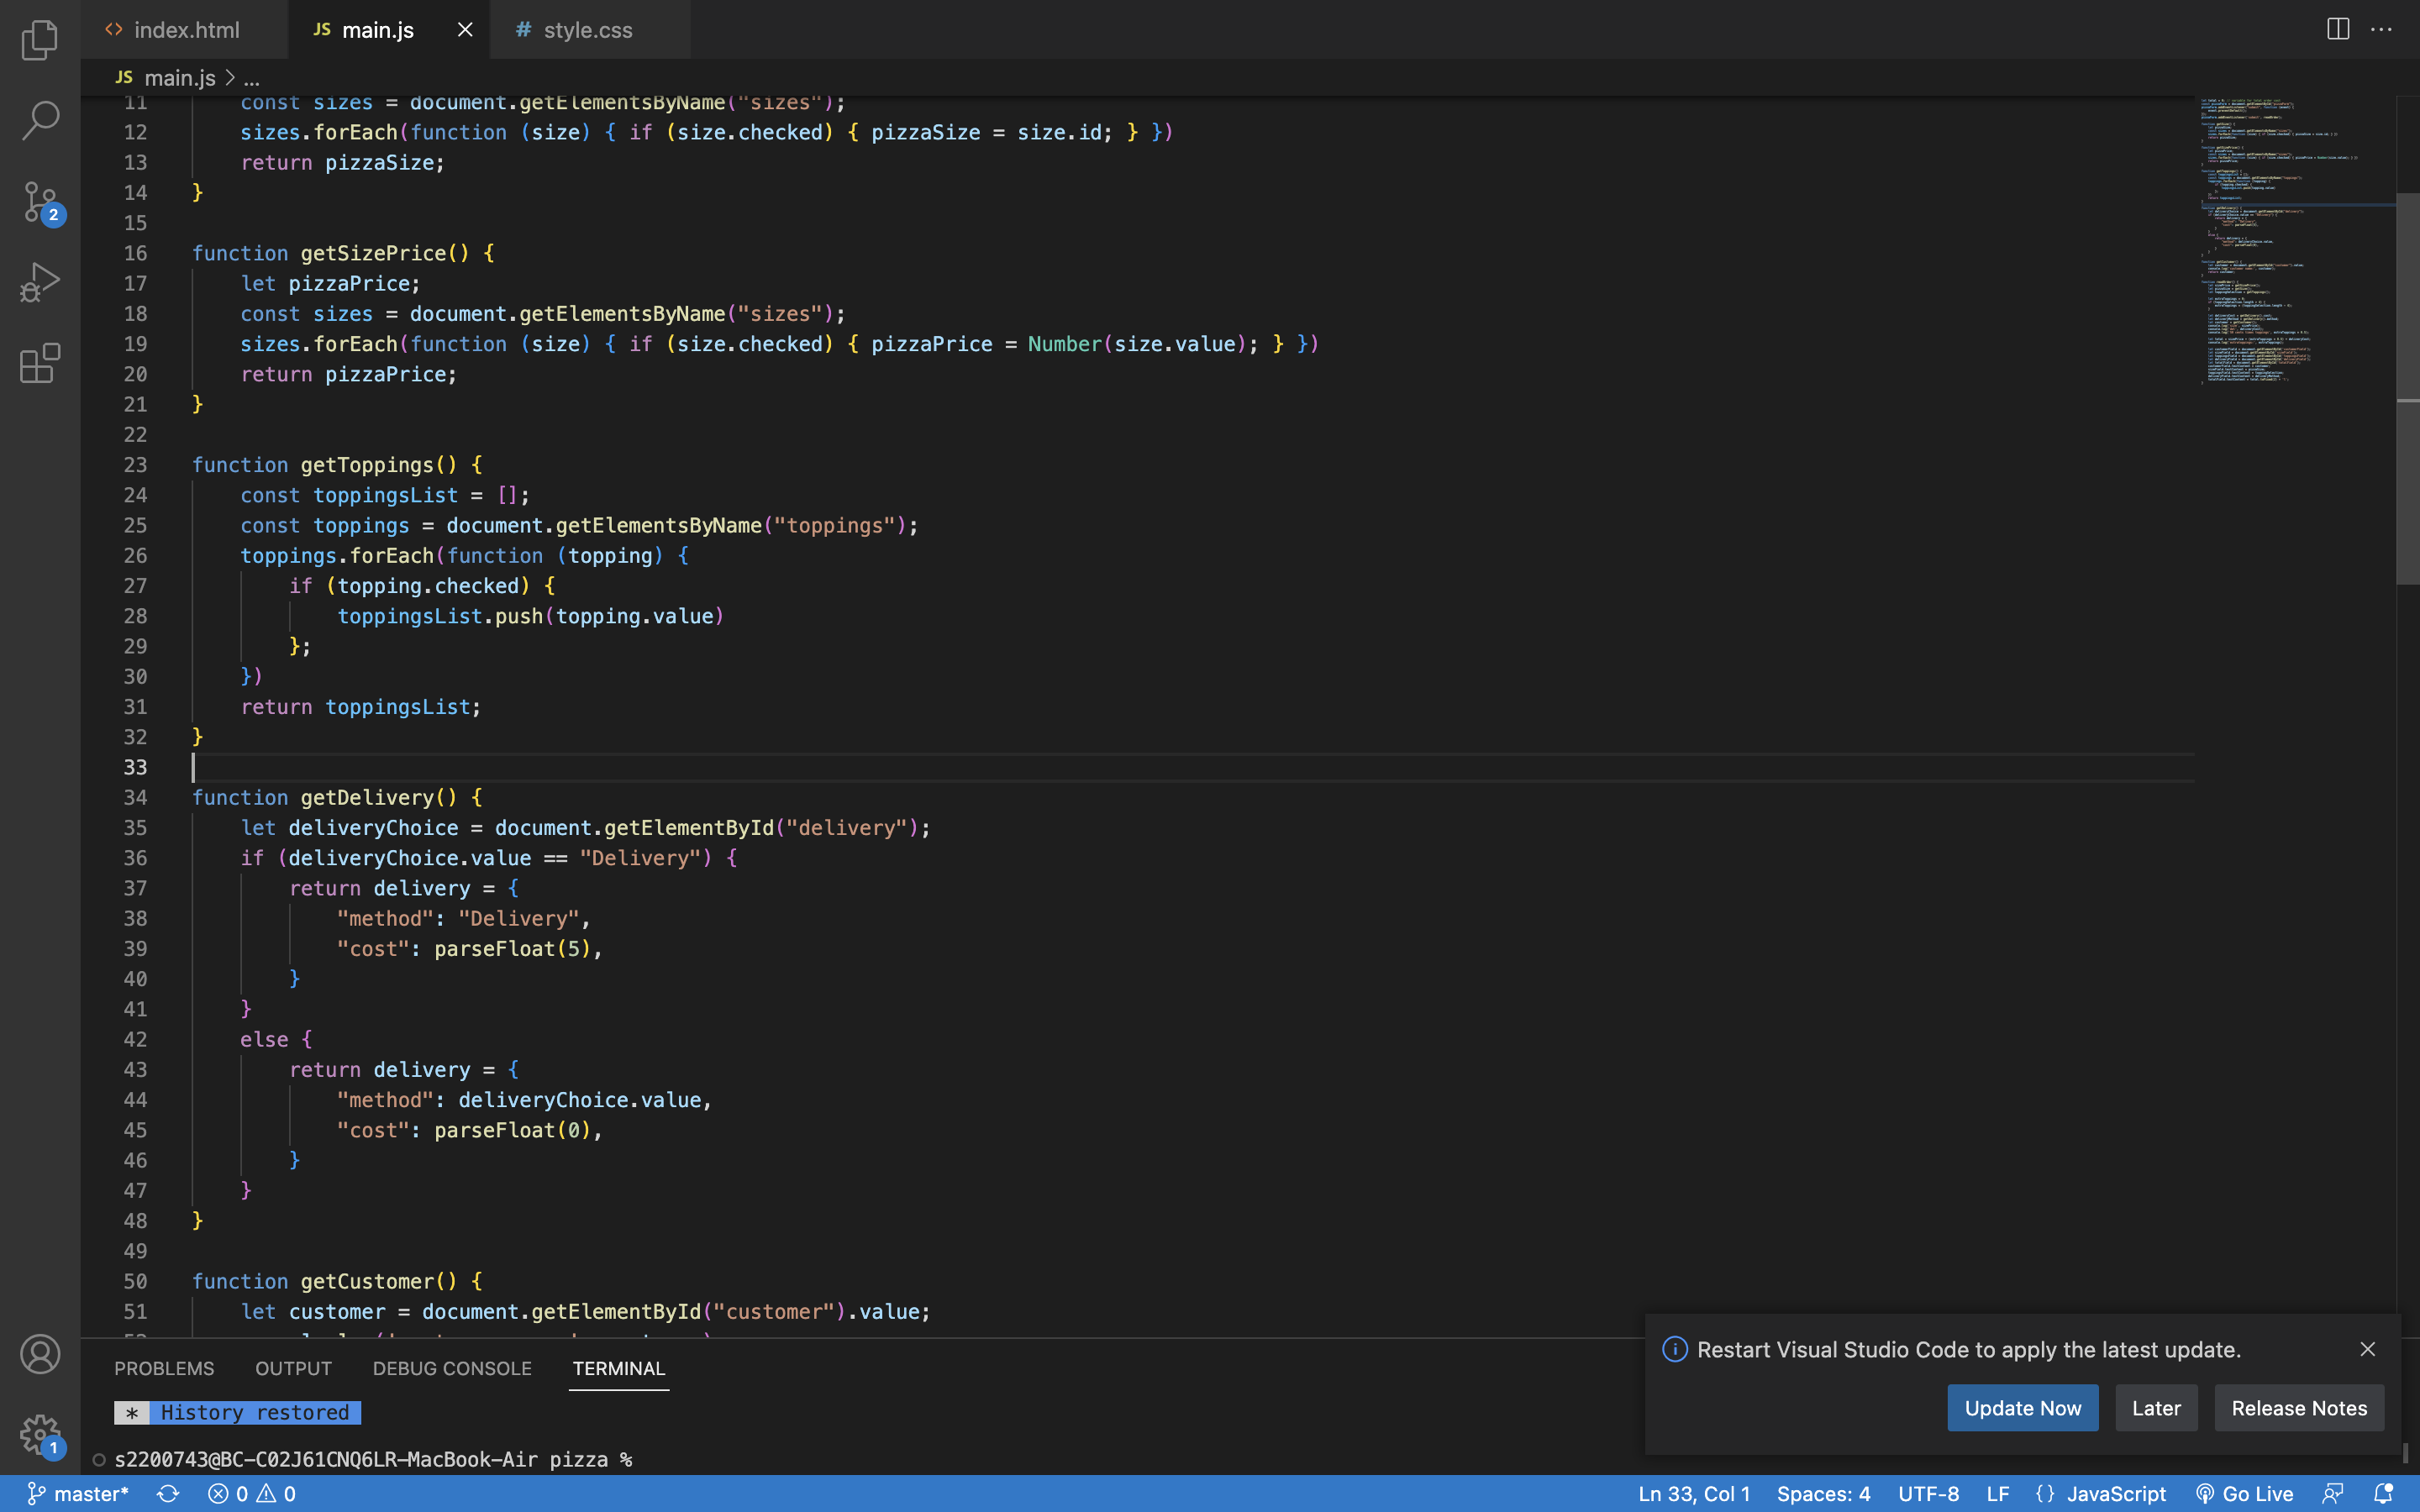 index.html
JS main.js
# style.css
JS main.js > ...
11 const sizes = document.getElementsByName("sizes");
12 sizes.forEach(function (size) { if (size.checked) { pizzaSize = size.id; } })
13 return pizzaSize;
14 }
15
16 function getSizePrice() {
17 let pizzaPrice;
18 const sizes = document.getElementsByName("sizes");
19 sizes.forEach(function (size) { if (size.checked) { pizzaPrice = Number(size.value); } })
20 return pizzaPrice;
21 }
22
23 function getToppings() {
24 const toppingsList = [];
25 const toppings = document.getElementsByName("toppings");
26 toppings.forEach(function (topping) {
27 if (topping.checked) {
28 toppingsList.push(topping.value)
29 };
30 })
31 return toppingsList;
32 }
33
34 function getDelivery() {
35 let deliveryChoice = document.getElementById("delivery");
36 if (deliveryChoice.value == "Delivery") {
37 return delivery = {
38 "method": "Delivery",
39 "cost": parseFloat(5),
40 }
41 }
42 else {
43 return delivery = {
44 "method": deliveryChoice.value,
45 "cost": parseFloat(0),
46 }
47 }
48 }
49
50 function getCustomer() {
51 let customer = document.getElementById("customer").value;
PROBLEMS OUTPUT DEBUG CONSOLE TERMINAL
* History restored
s2200743@BC-C02J61CNQ6LR-MacBook-Air pizza %
Restart Visual Studio Code to apply the latest update.
Update Now Later Release Notes
2
1
master* 0 0 Ln 33, Col 1 Spaces: 4 UTF-8 LF {} JavaScript Go Live